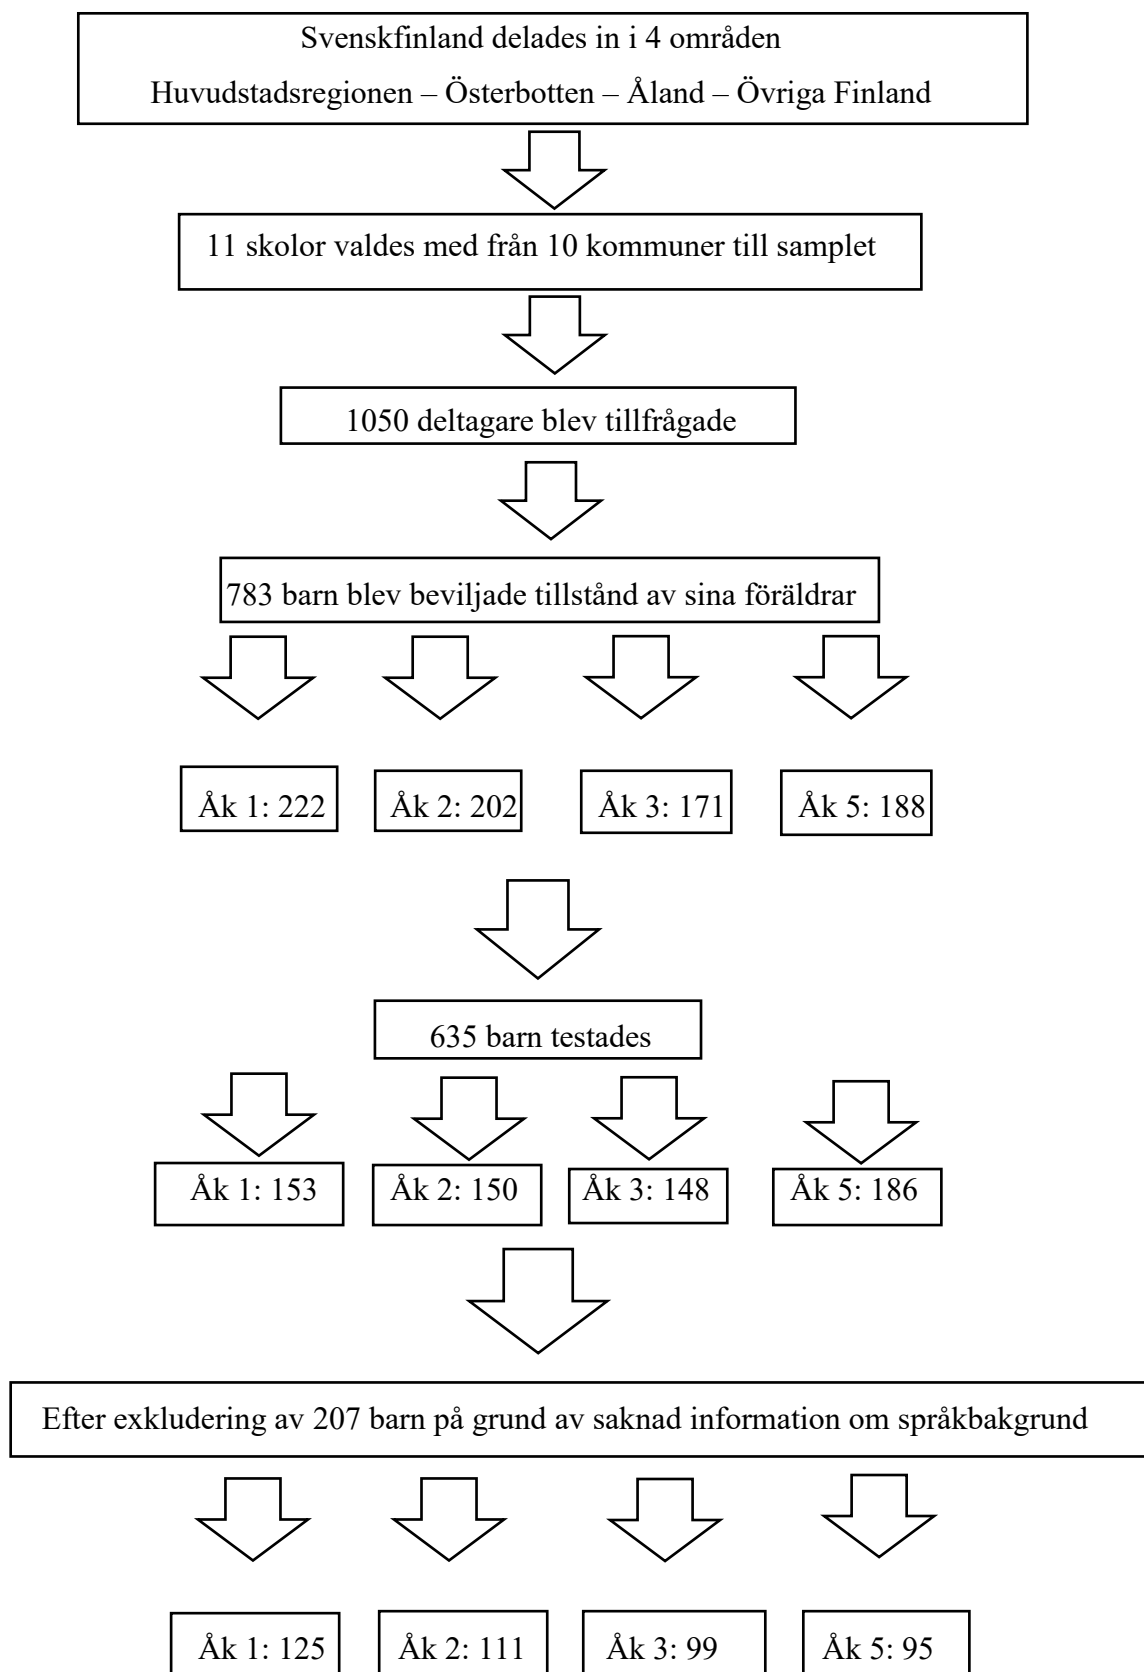 Svenskfinland delades in i 4 områden
Huvudstadsregionen – Österbotten – Åland – Övriga Finland
11 skolor valdes med från 10 kommuner till samplet
1050 deltagare blev tillfrågade
783 barn blev beviljade tillstånd av sina föräldrar
Åk 1: 222
Åk 2: 202
Åk 3: 171
Åk 5: 188
635 barn testades
Åk 1: 153
Åk 2: 150
Åk 3: 148
Åk 5: 186
Efter exkludering av 207 barn på grund av saknad information om språkbakgrund
Åk 1: 125
Åk 2: 111
Åk 3: 99
Åk 5: 95